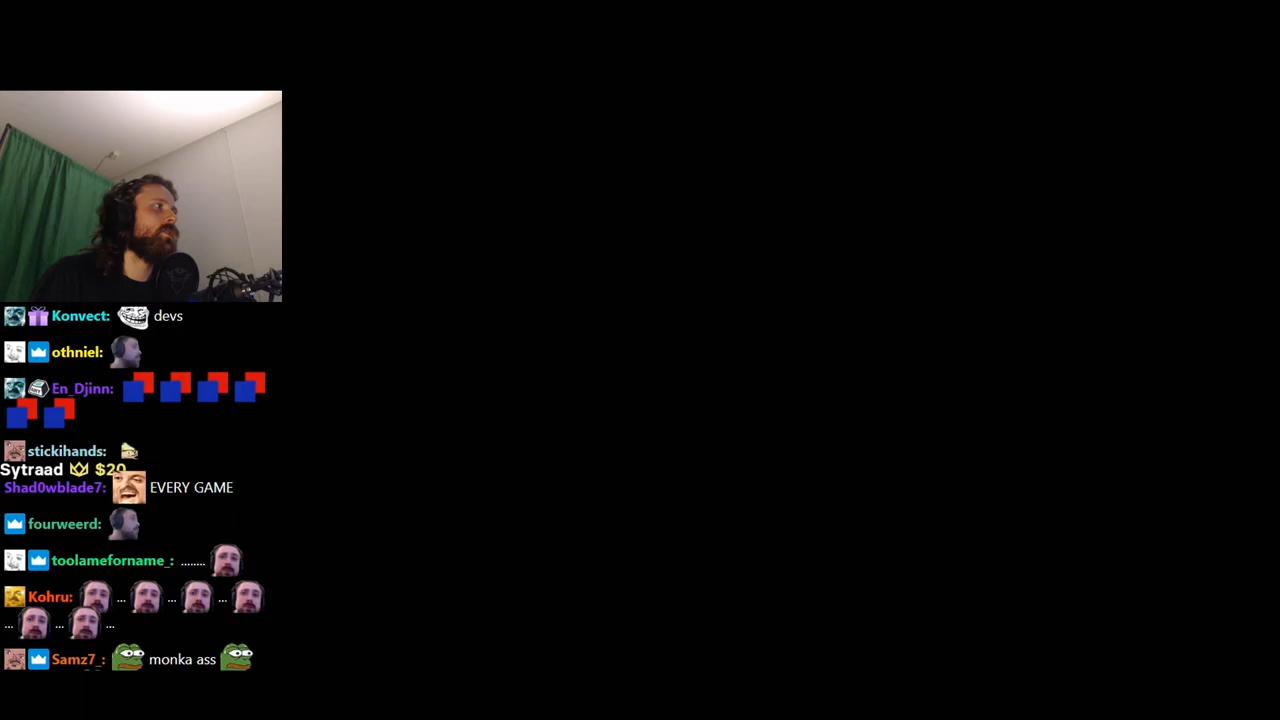 Konvect: devs
othniel:
En_Djinn:
stickihands:
Sytraad $20
Shad0wblade7: EVERY GAME
fourweerd:
toolameforname_: ........
Kohru: ... ... ...
... ... ...
Samz7_: monka ass